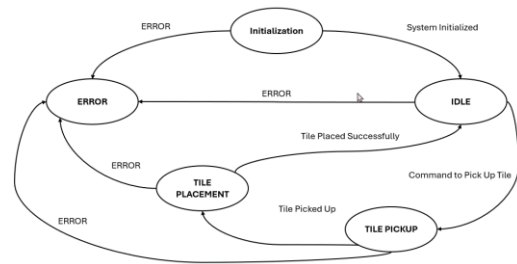 ERROR
Initialization
System Initialized
ERROR
ERROR
IDLE
Tile Placed Successfully
ERROR
TILE
PLACEMENT
Command to Pick Up Tile
Tile Picked Up
ERROR
TILE PICKUP